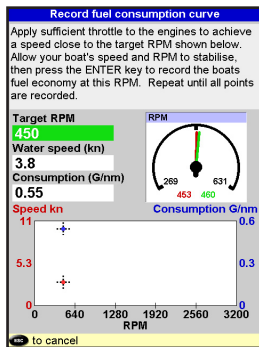 Record fuel consumption curve
Apply sufficient throttle to the engines to achieve
a speed close to the target RPM shown below.
Allow your boat's speed and RPM to stabilise,
then press the ENTER key to record the boats
fuel economy at this RPM.  Repeat until all points
are recorded.
Target RPM
450
Water speed (kn)
3.8
Consumption (G/nm)
0.55
RPM
269
631
453
460
Speed kn
Consumption G/nm
11
0.6
5.3
0.3
0
0
0
640
1280
1920
2560
3200
RPM
ESC to cancel